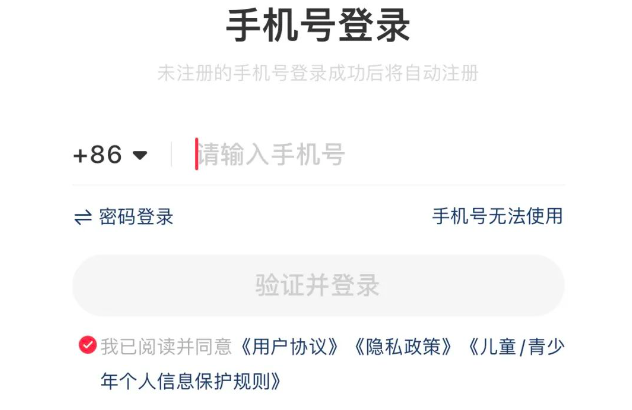 手机号登录
未注册的手机号登录成功后将自动注册
+86 请输入手机号
密码登录 手机号无法使用
验证并登录
我已阅读并同意《用户协议》《隐私政策》《儿童/青少
年个人信息保护规则》